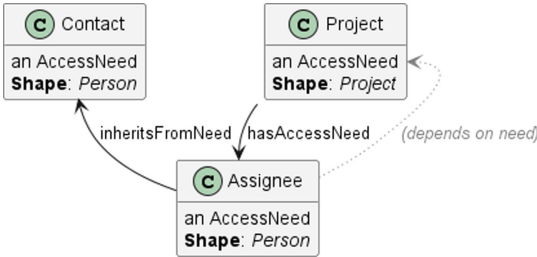 C Contact
an AccessNeed
Shape: Person
C Project
an AccessNeed
Shape: Project
inheritsFromNeed
hasAccessNeed
(depends on need)
C Assignee
an AccessNeed
Shape: Person